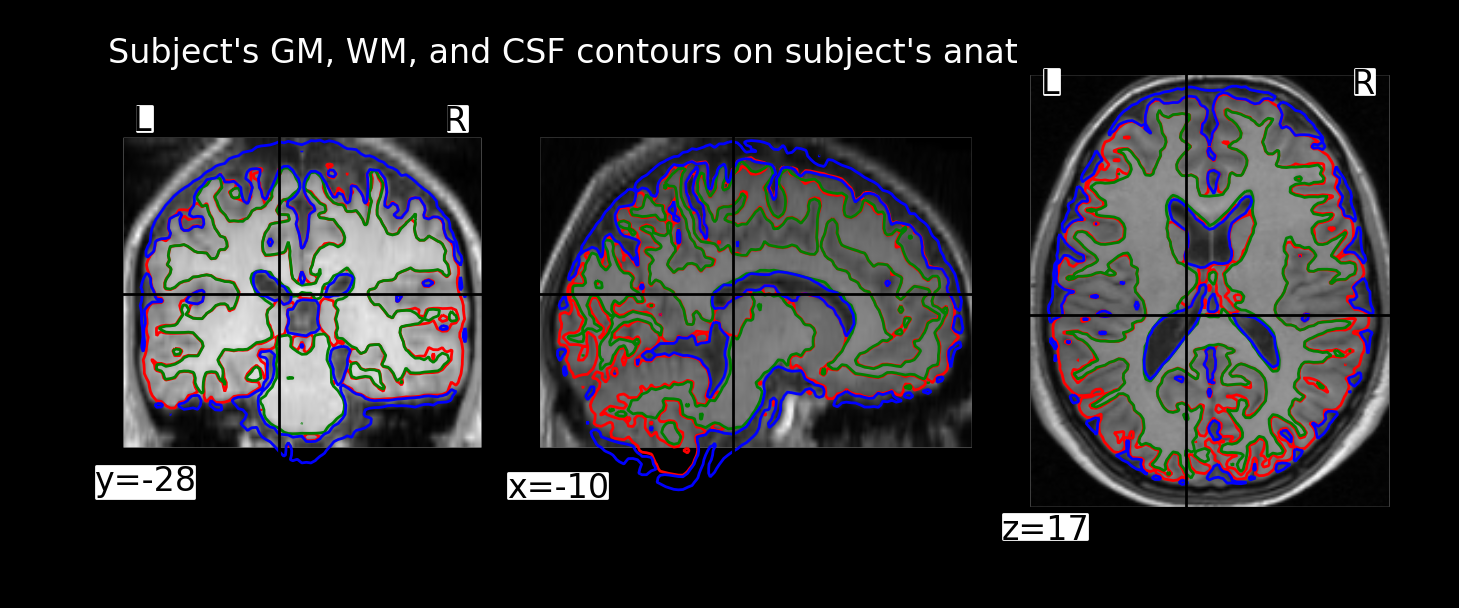 Subject's GM, WM, and CSF contours on subject's anat
L R
L R
y=-28
x=-10
z=17